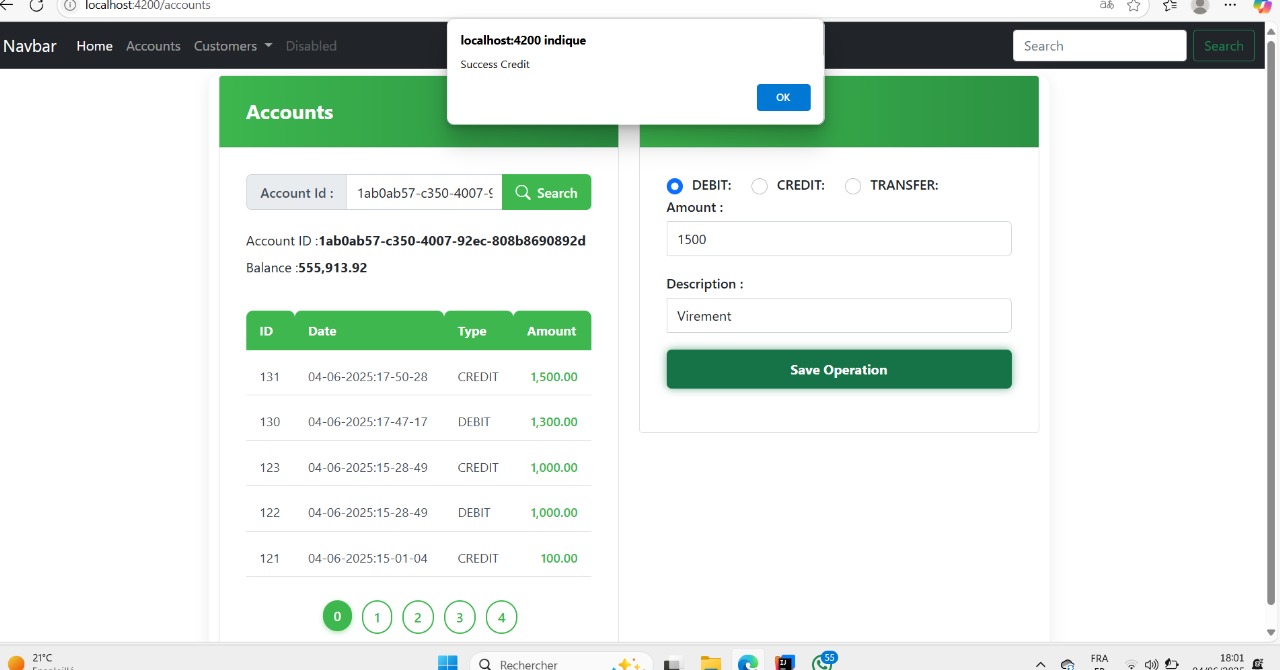 localhost:4200/accounts
localhost:4200 indique
Success Credit
OK
Navbar Home Accounts Customers Disabled
Search Search
Accounts
Account Id : 1ab0ab57-c350-4007-9 Search
Account ID :1ab0ab57-c350-4007-92ec-808b8690892d
Balance :555,913.92
ID Date Type Amount
131 04-06-2025:17-50-28 CREDIT 1,500.00
130 04-06-2025:17-47-17 DEBIT 1,300.00
123 04-06-2025:15-28-49 CREDIT 1,000.00
122 04-06-2025:15-28-49 DEBIT 1,000.00
121 04-06-2025:15-01-04 CREDIT 100.00
0 1 2 3 4
DEBIT: CREDIT: TRANSFER:
Amount :
1500
Description :
Virement
Save Operation
21°C
Rechercher
55
FRA
18:01